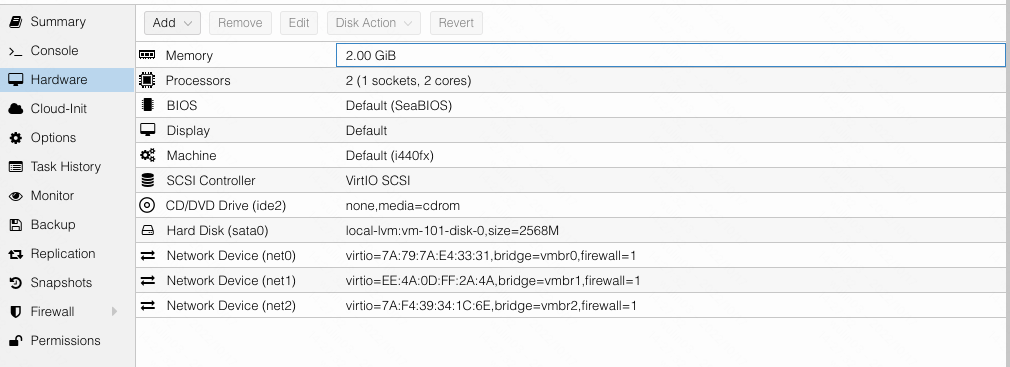 Add Remove Edit Disk Action Revert
Summary
Console
Hardware
Cloud-Init
Options
Task History
Monitor
Backup
Replication
Snapshots
Firewall
Permissions
Memory 2.00 GiB
Processors 2 (1 sockets, 2 cores)
BIOS Default (SeaBIOS)
Display Default
Machine Default (i440fx)
SCSI Controller VirtIO SCSI
CD/DVD Drive (ide2) none,media=cdrom
Hard Disk (sata0) local-lvm:vm-101-disk-0,size=2568M
Network Device (net0) virtio=7A:79:7A:E4:33:31,bridge=vmbr0,firewall=1
Network Device (net1) virtio=EE:4A:0D:FF:2A:4A,bridge=vmbr1,firewall=1
Network Device (net2) virtio=7A:F4:39:34:1C:6E,bridge=vmbr2,firewall=1